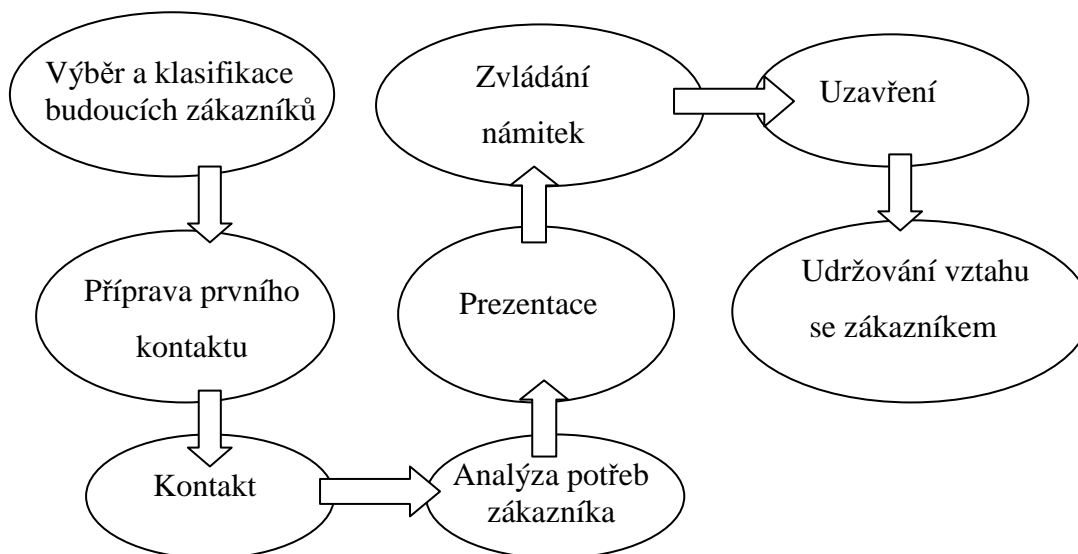 Výběr a klasifikace
budoucích zákazníků
Příprava prvního
kontaktu
Kontakt
Analýza potřeb
zákazníka
Prezentace
Zvládání
námitek
Uzavření
Udržování vztahu
se zákazníkem